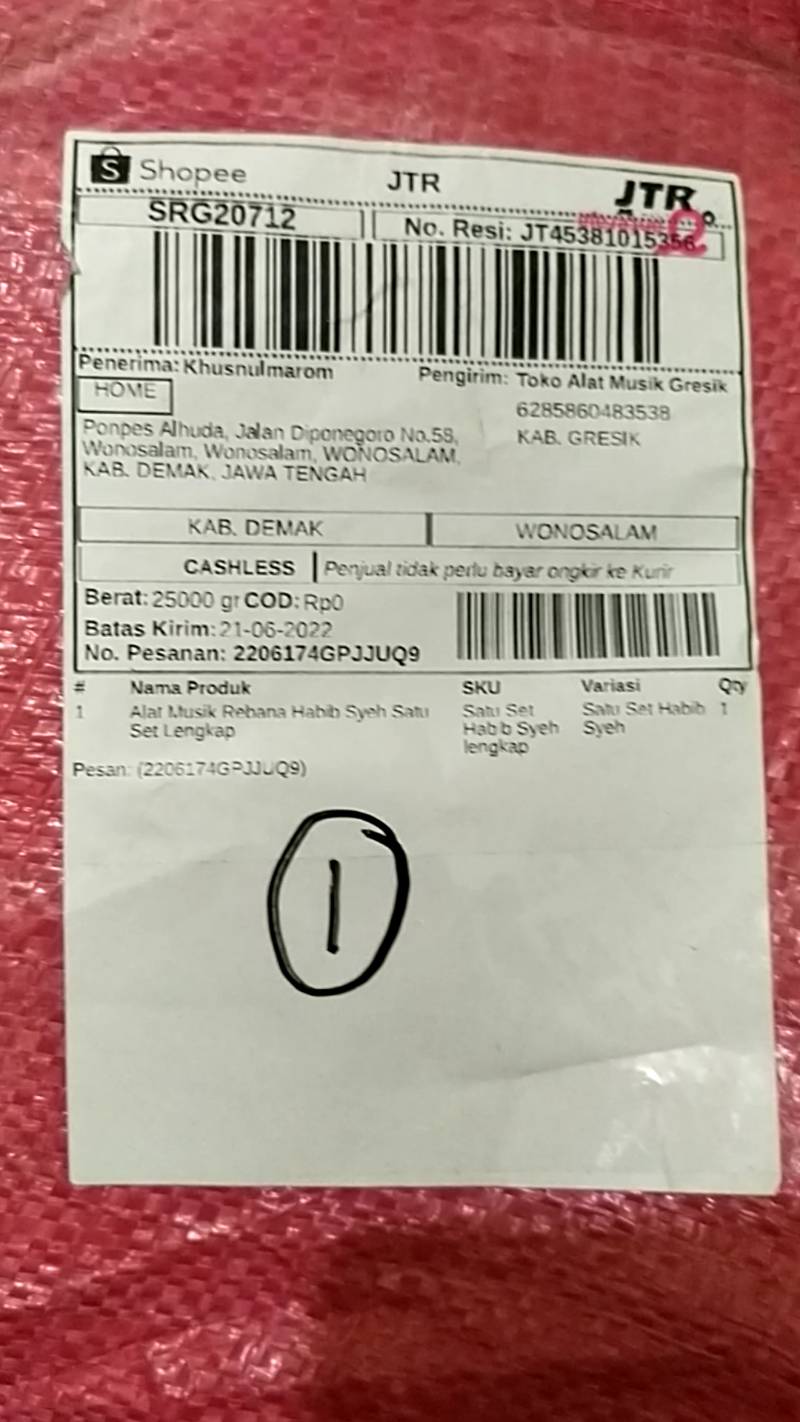 Shopee JTR JTR
SRG20712 No. Resi: JT45381015356
Penerima: Khusnulmarom Pengirim: Toko Alat Musik Gresik
HOME 6285860483538
Ponpes Alhuda, Jalan Diponegoro No.58, KAB. GRESIK
Wonosalam, Wonosalam, WONOSALAM,
KAB. DEMAK, JAWA TENGAH
KAB. DEMAK WONOSALAM
CASHLESS Penjual tidak perlu bayar ongkir ke Kurir
Berat: 25000 gr COD: Rp0
Batas Kirim: 21-06-2022
No. Pesanan: 2206174GPJJUQ9
# Nama Produk SKU Variasi Qty
1 Alat Musik Rebana Habib Syeh Satu Satu Set Satu Set Habib 1
Set Lengkap Habib Syeh Syeh
lengkap
Pesan: (2206174GPJJUQ9)
1